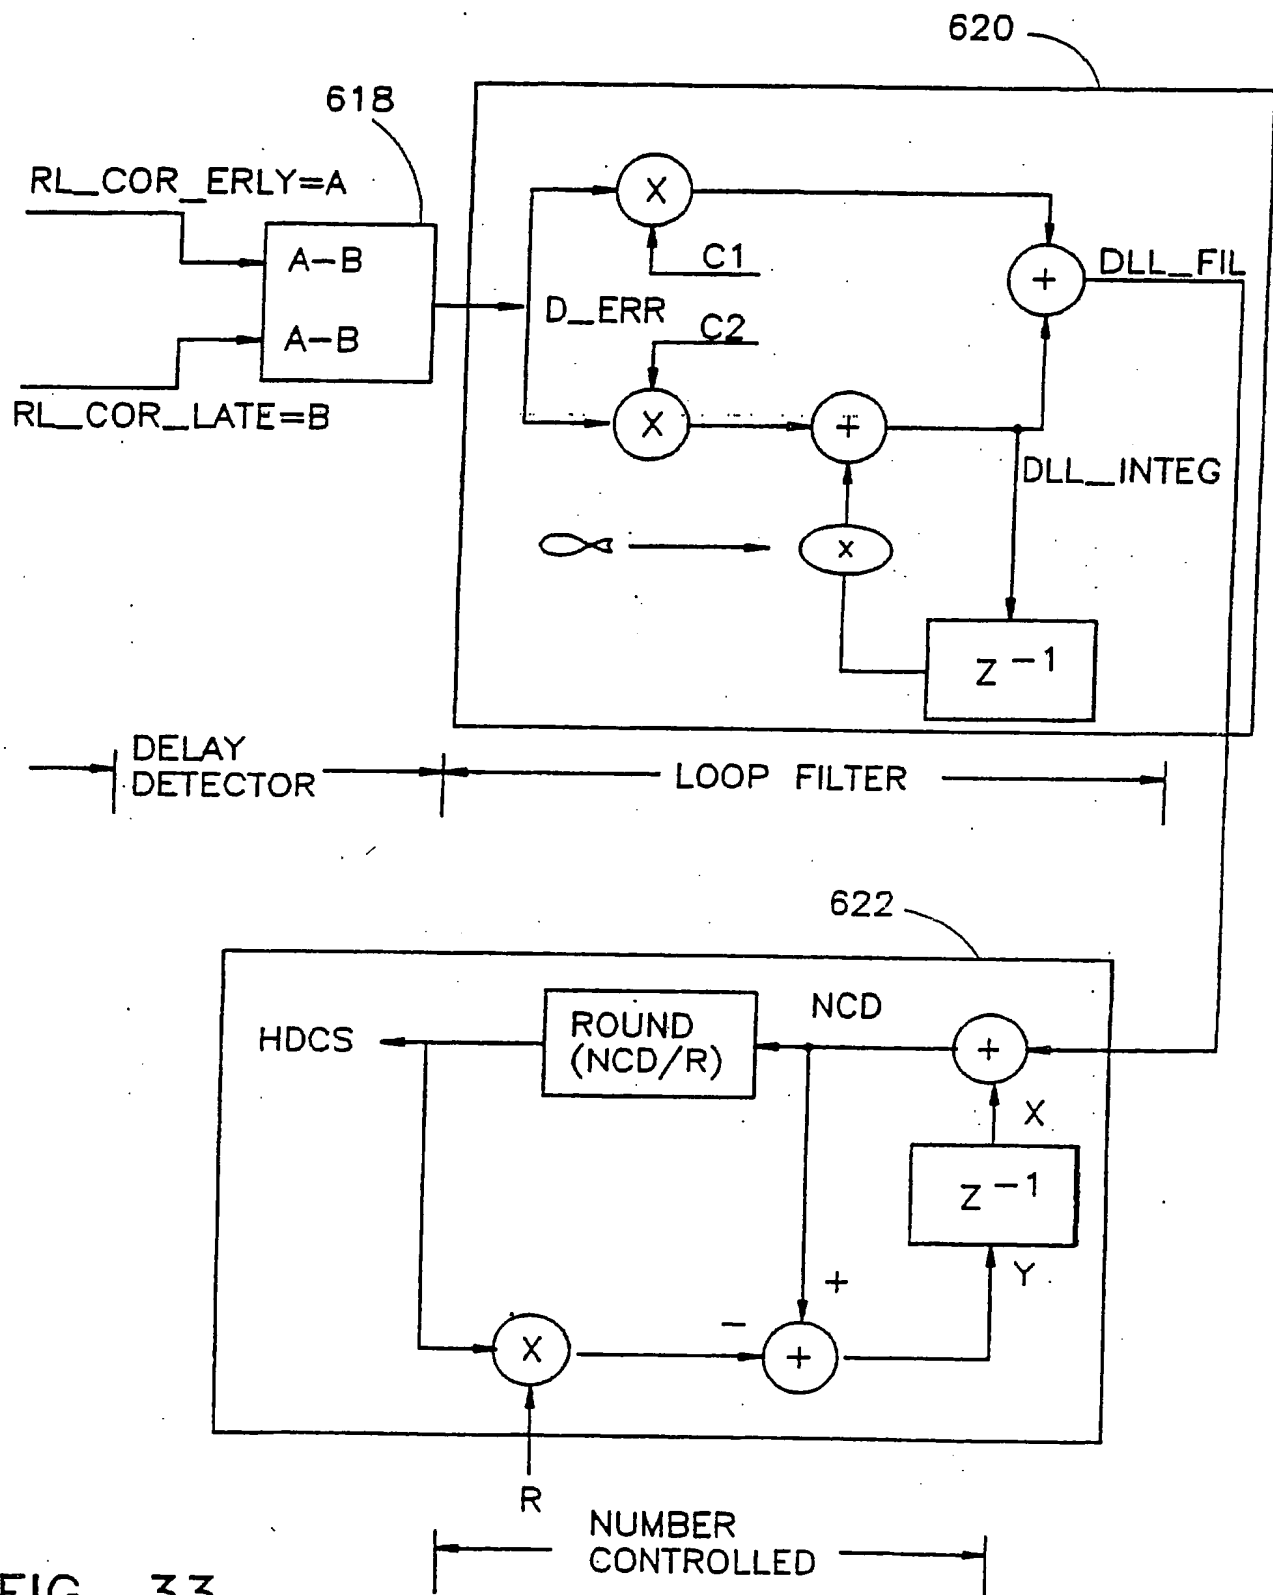 620
618
RL_COR_ERLY=A
A-B
A-B
RL_COR_LATE=B
D_ERR
X
C1
C2
X
+
+
DLL_FIL
DLL_INTEG
x
Z⁻¹
DELAY
DETECTOR
LOOP FILTER
622
HDCS
ROUND
(NCD/R)
NCD
+
X
Z⁻¹
Y
+
-
X
+
R
NUMBER
CONTROLLED
FIG. 33